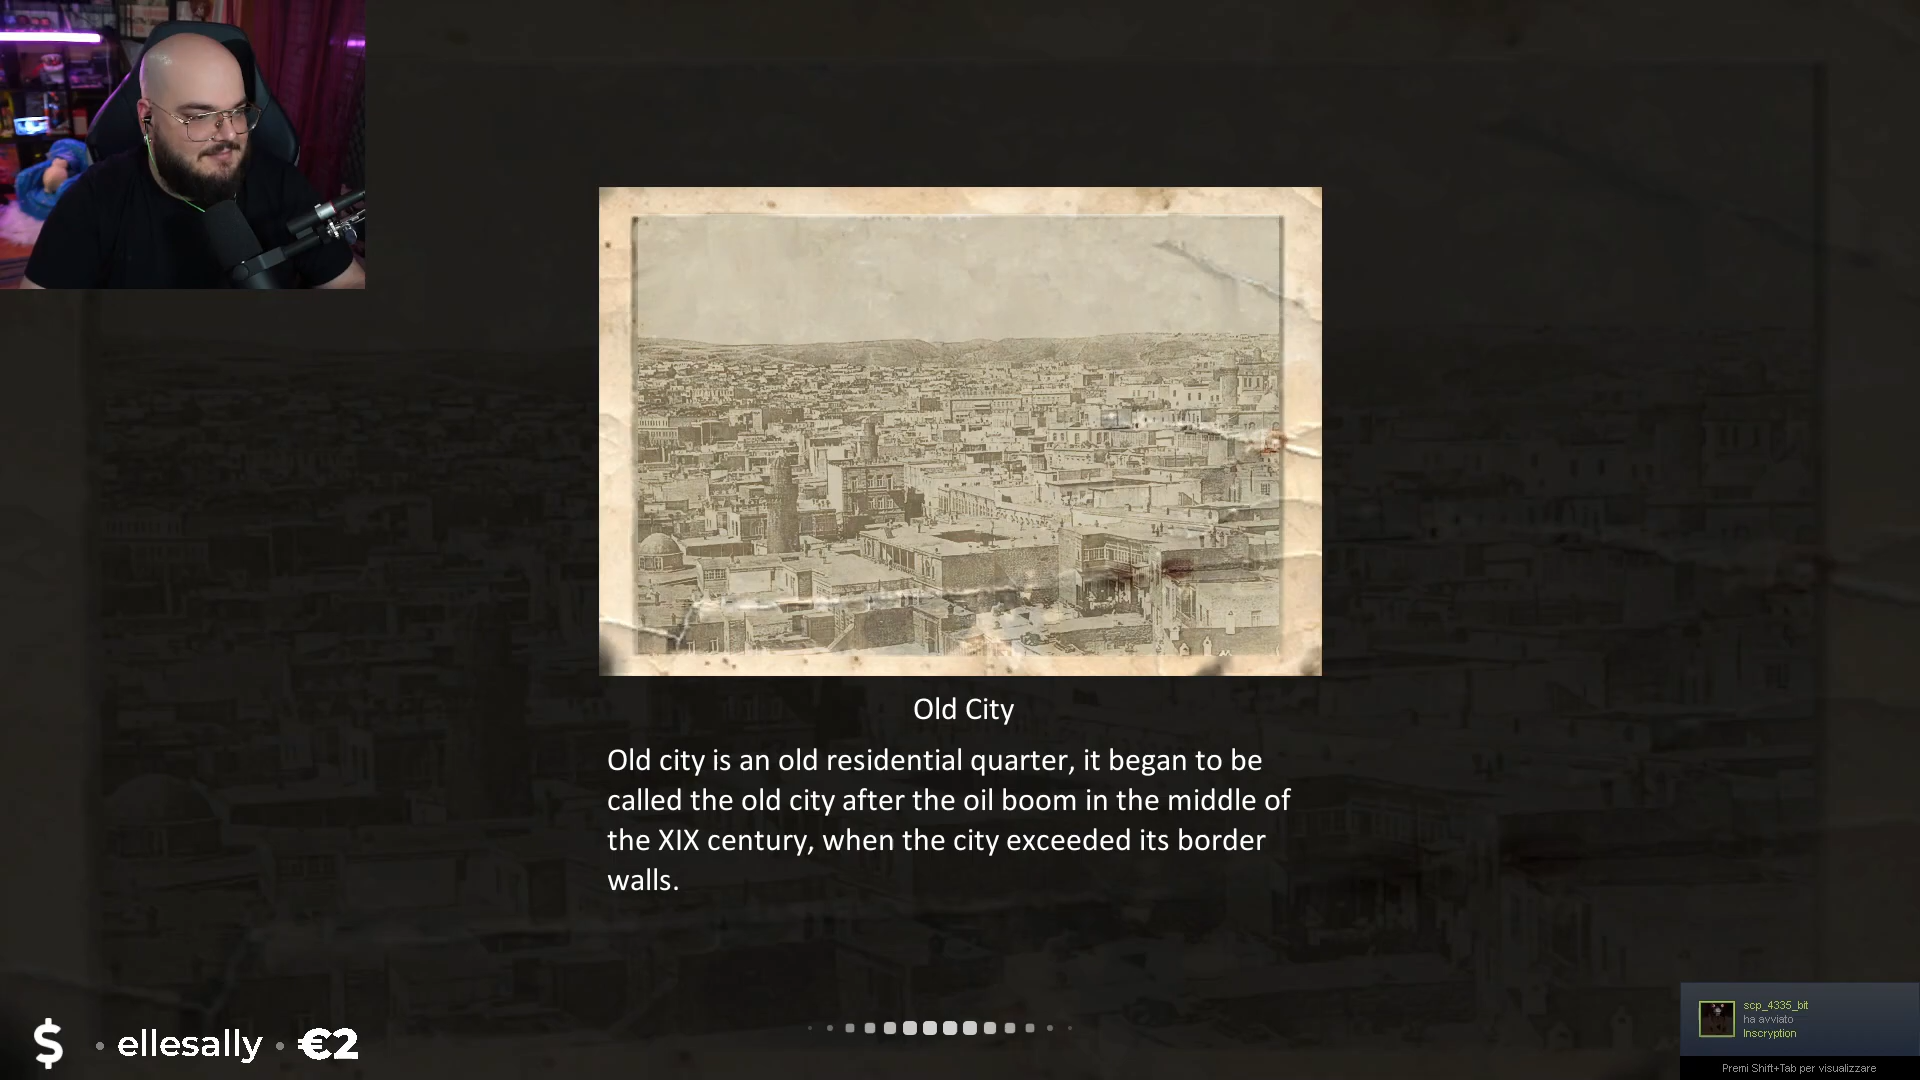 Old City
Old city is an old residential quarter, it began to be
called the old city after the oil boom in the middle of
the XIX century, when the city exceeded its border
walls.
$ • ellesally • €2
scp_4335_bit
ha avviato
Inscryption
Premi Shift+Tab per visualizzare